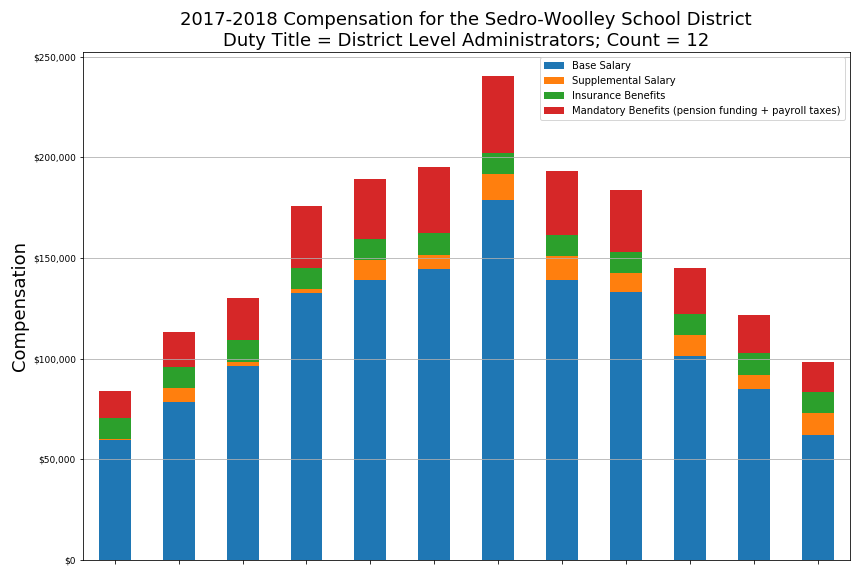 2017-2018 Compensation for the Sedro-Woolley School District
Duty Title = District Level Administrators; Count = 12
$250,000
$200,000
$150,000
$100,000
$50,000
$0
Compensation
Base Salary
Supplemental Salary
Insurance Benefits
Mandatory Benefits (pension funding + payroll taxes)